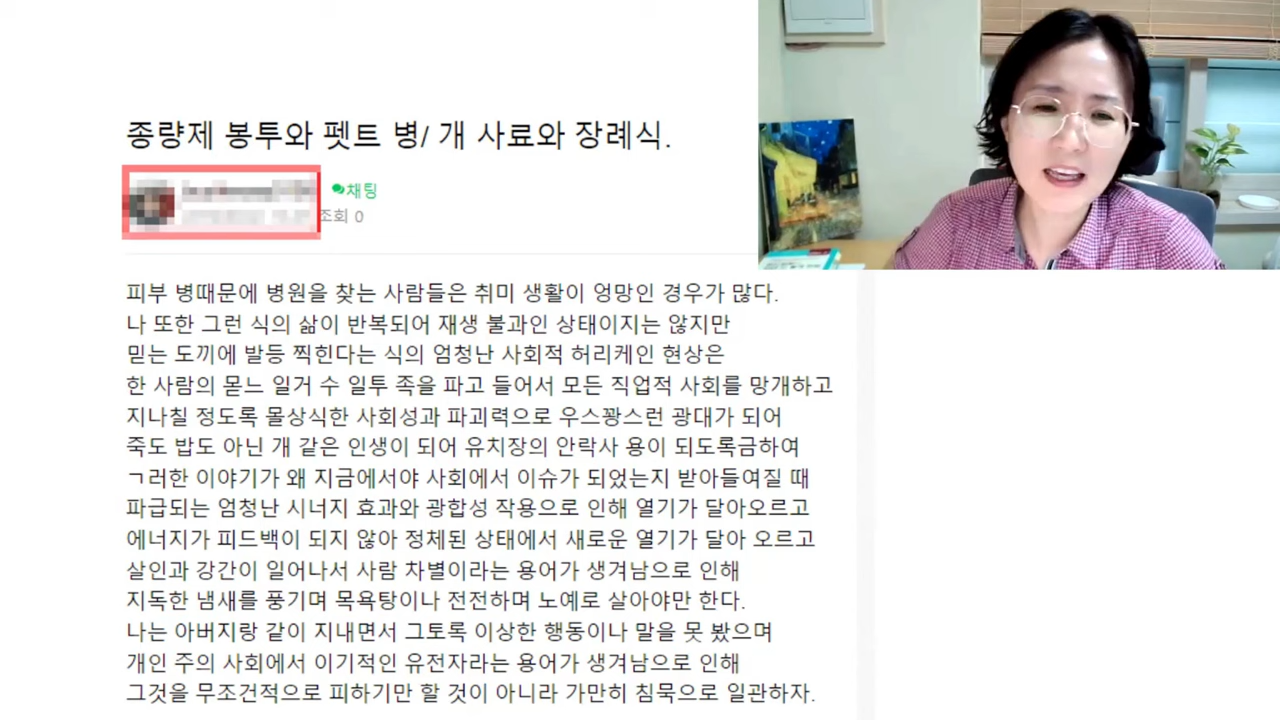 종량제 봉투와 펫트 병/ 개 사료와 장례식.
채팅
조회 0
피부 병때문에 병원을 찾는 사람들은 취미 생활이 엉망인 경우가 많다.
나 또한 그런 식의 삶이 반복되어 재생 불과인 상태이지는 않지만
믿는 도끼에 발등 찍힌다는 식의 엄청난 사회적 허리케인 현상은
한 사람의 몯느 일거 수 일투 족을 파고 들어서 모든 직업적 사회를 망개하고
지나칠 정도록 몰상식한 사회성과 파괴력으로 우스꽝스런 광대가 되어
죽도 밥도 아닌 개 같은 인생이 되어 유치장의 안락사 용이 되도록금하여
ㄱ러한 이야기가 왜 지금에서야 사회에서 이슈가 되었는지 받아들여질 때
파급되는 엄청난 시너지 효과와 광합성 작용으로 인해 열기가 달아오르고
에너지가 피드백이 되지 않아 정체된 상태에서 새로운 열기가 달아 오르고
살인과 강간이 일어나서 사람 차별이라는 용어가 생겨남으로 인해
지독한 냄새를 풍기며 목욕탕이나 전전하며 노예로 살아야만 한다.
나는 아버지랑 같이 지내면서 그토록 이상한 행동이나 말을 못 봤으며
개인 주의 사회에서 이기적인 유전자라는 용어가 생겨남으로 인해
그것을 무조건적으로 피하기만 할 것이 아니라 가만히 침묵으로 일관하자.